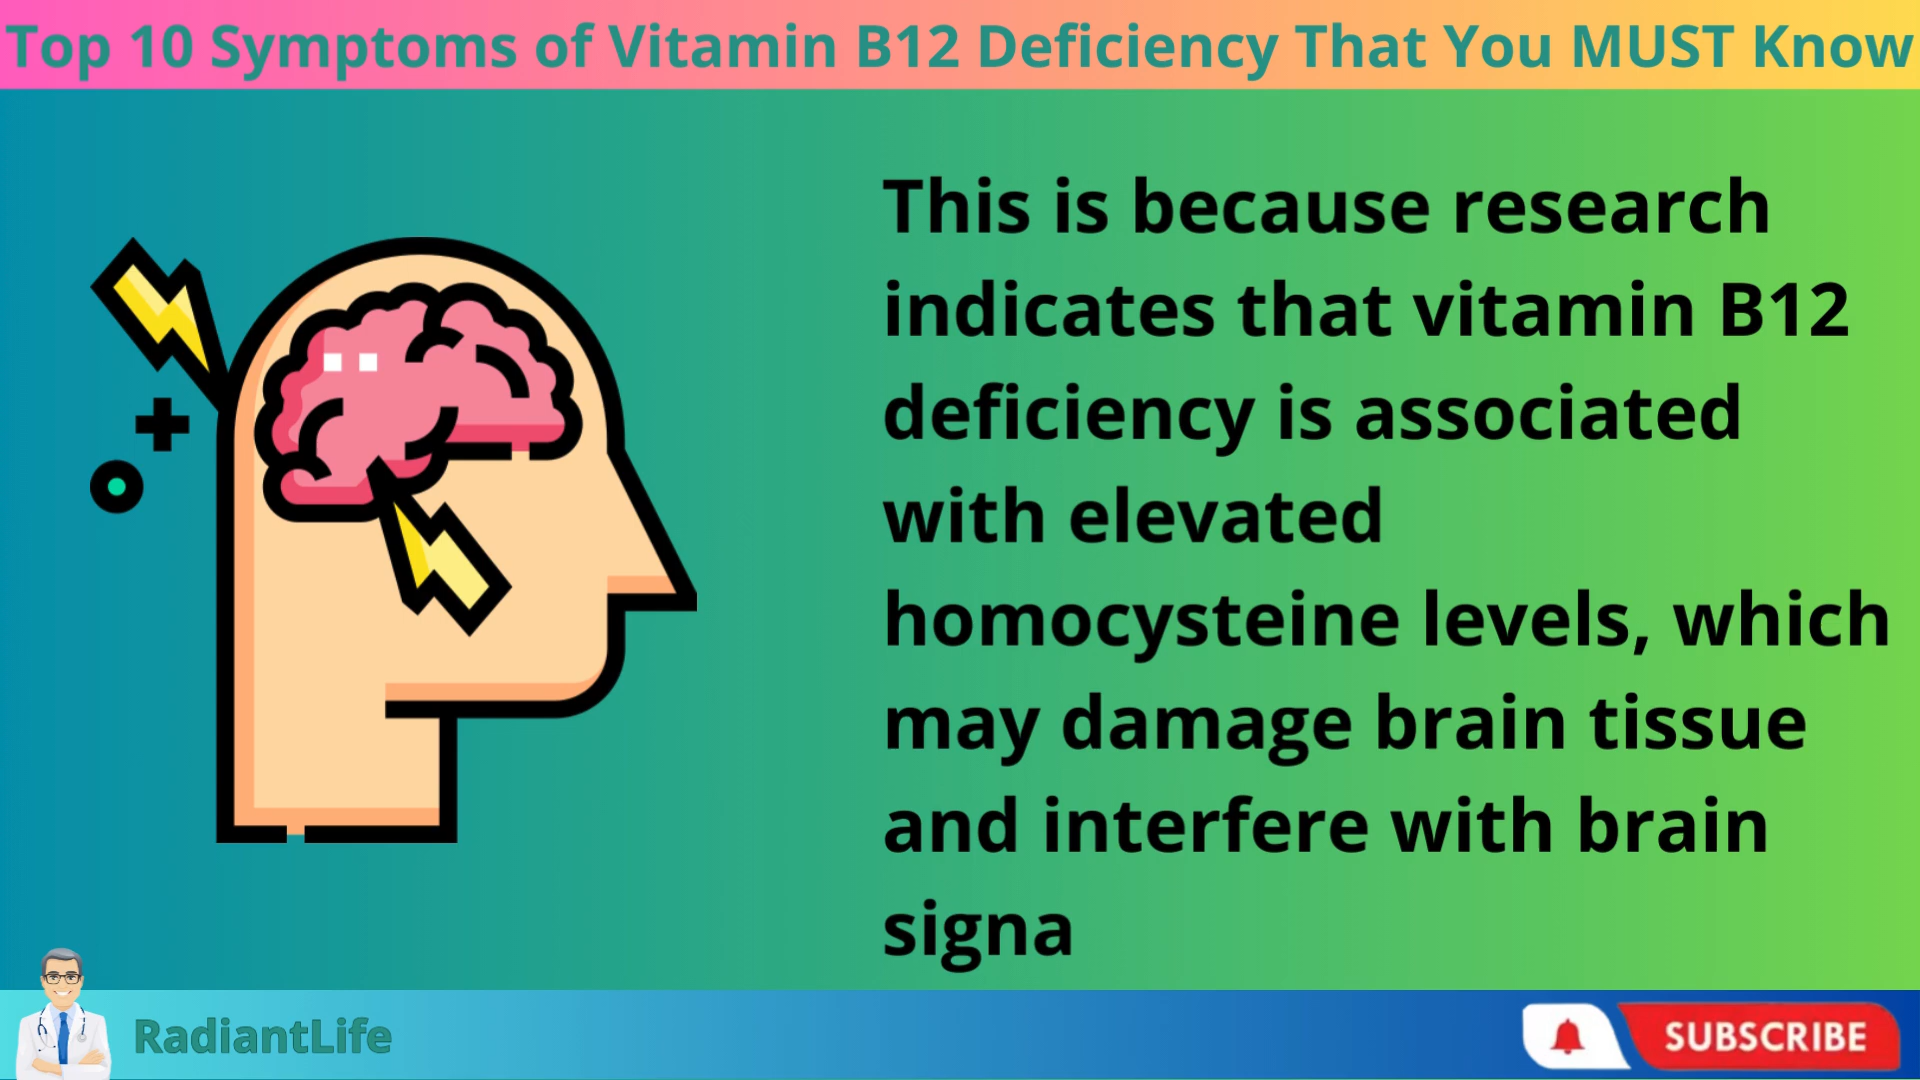 Top 10 Symptoms of Vitamin B12 Deficiency That You MUST Know
This is because research
indicates that vitamin B12
deficiency is associated
with elevated
homocysteine levels, which
may damage brain tissue
and interfere with brain
signa
RadiantLife
SUBSCRIBE